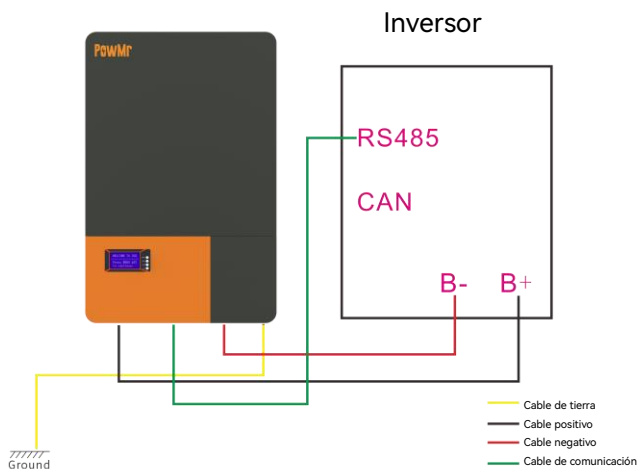 Inversor
PowMr
RS485
CAN
B-
B+
Cable de tierra
Cable positivo
Cable negativo
Cable de comunicación
Ground